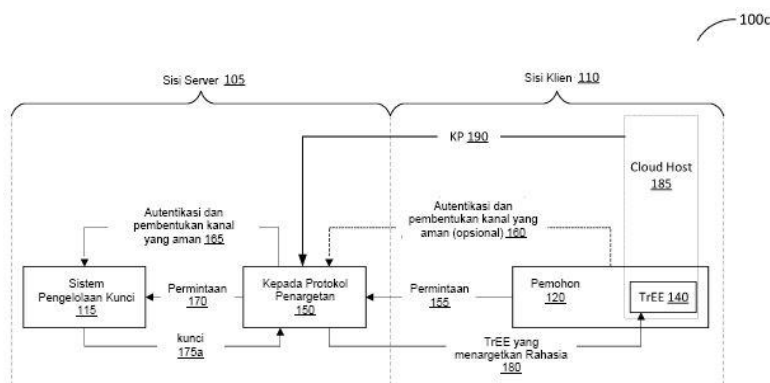 100c
Sisi Server 105
Sisi Klien 110
KP 190
Cloud Host
185
Autentikasi dan
pembentukan kanal
yang aman 165
Autentikasi dan
pembentukan kanal yang
aman (opsional) 160
Sistem
Pengelolaan Kunci
115
Permintaan
170
Kepada Protokol
Penargetan
150
Permintaan
155
Pemohon
120
TrEE 140
kunci
175a
TrEE yang
menargetkan Rahasia
180